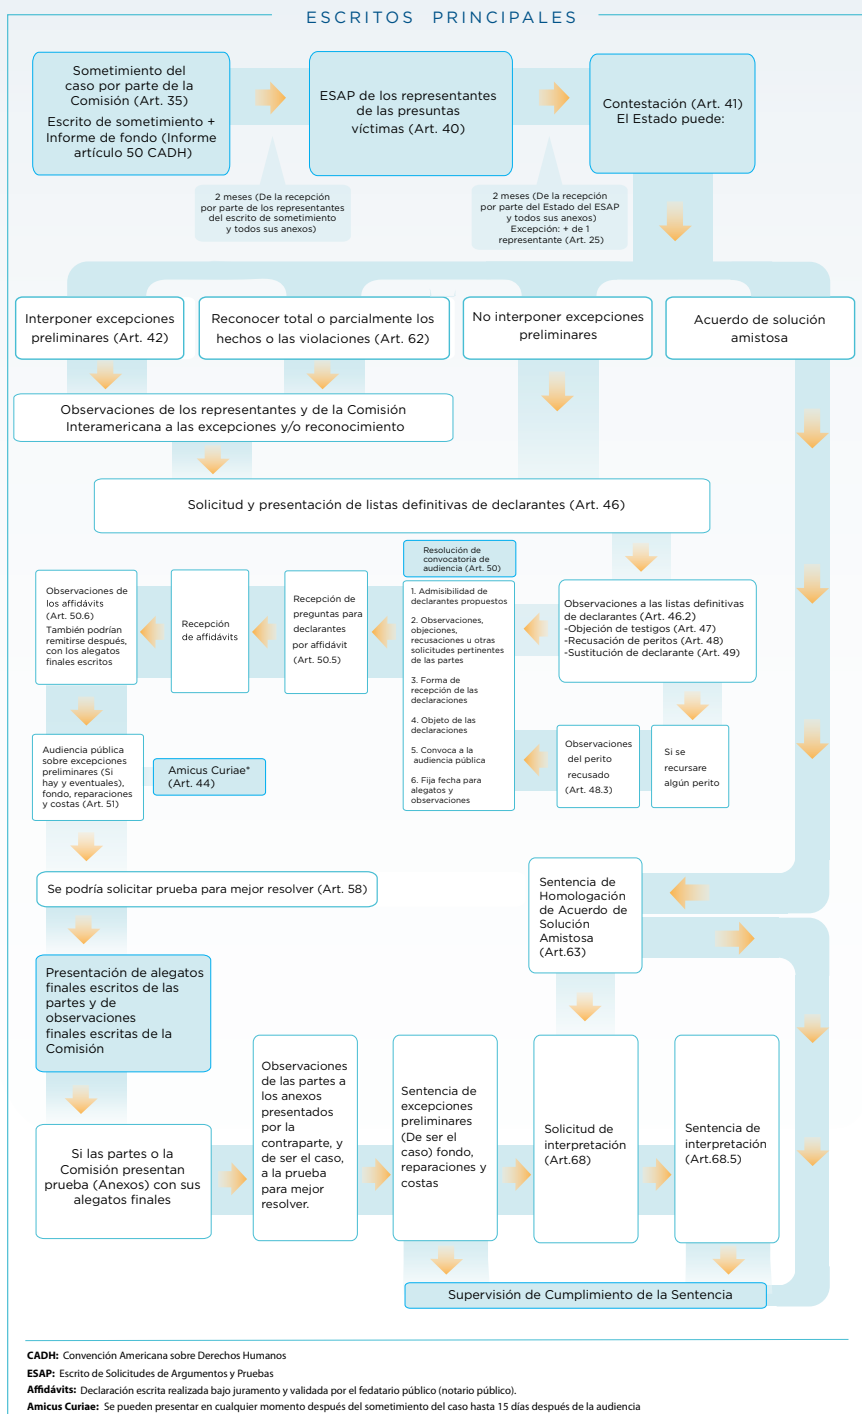 ESCRITOS PRINCIPALES
Sometimiento del
caso por parte de la
Comisión (Art. 35)
Escrito de sometimiento +
Informe de fondo (Informe
artículo 50 CADH)
ESAP de los representantes
de las presuntas
víctimas (Art. 40)
Contestación (Art. 41)
El Estado puede:
2 meses (De la recepción
por parte de los representantes
del escrito de sometimiento
y todos sus anexos)
2 meses (De la recepción
por parte del Estado del ESAP
y todos sus anexos)
Excepción: + de 1
representante (Art. 25)
Interponer excepciones
preliminares (Art. 42)
Reconocer total o parcialmente los
hechos o las violaciones (Art. 62)
No interponer excepciones
preliminares
Acuerdo de solución
amistosa
Observaciones de los representantes y de la Comisión
Interamericana a las excepciones y/o reconocimiento
Solicitud y presentación de listas definitivas de declarantes (Art. 46)
Observaciones a las listas definitivas
de declarantes (Art. 46.2)
-Objeción de testigos (Art. 47)
-Recusación de peritos (Art. 48)
-Sustitución de declarante (Art. 49)
Si se
recursare
algún perito
Observaciones
del perito
recusado
(Art. 48.3)
Resolución de
convocatoria de
audiencia (Art. 50)
1. Admisibilidad de
declarantes propuestos
2. Observaciones,
objeciones,
recusaciones u otras
solicitudes pertinentes
de las partes
3. Forma de
recepción de las
declaraciones
4. Objeto de las
declaraciones
5. Convoca a la
audiencia pública
6. Fija fecha para
alegatos y
observaciones
Recepción de
preguntas para
declarantes
por affidávit
(Art. 50.5)
Recepción
de affidávits
Observaciones de
los affidávits
(Art. 50.6)
También podrían
remitirse después,
con los alegatos
finales escritos
Audiencia pública
sobre excepciones
preliminares (Si
hay y eventuales),
fondo, reparaciones
y costas (Art. 51)
Amicus Curiae*
(Art. 44)
Se podría solicitar prueba para mejor resolver (Art. 58)
Sentencia de
Homologación
de Acuerdo de
Solución
Amistosa
(Art.63)
Presentación de alegatos
finales escritos de las
partes y de
observaciones
finales escritas de la
Comisión
Si las partes o la
Comisión presentan
prueba (Anexos) con sus
alegatos finales
Observaciones
de las partes a
los anexos
presentados
por la
contraparte, y
de ser el caso,
a la prueba
para mejor
resolver.
Sentencia de
excepciones
preliminares
(De ser el
caso) fondo,
reparaciones y
costas
Solicitud de
interpretación
(Art.68)
Sentencia de
interpretación
(Art.68.5)
Supervisión de Cumplimiento de la Sentencia
CADH: Convención Americana sobre Derechos Humanos
ESAP: Escrito de Solicitudes de Argumentos y Pruebas
Affidávits: Declaración escrita realizada bajo juramento y validada por el fedatario público (notario público).
Amicus Curiae: Se pueden presentar en cualquier momento después del sometimiento del caso hasta 15 días después de la audiencia